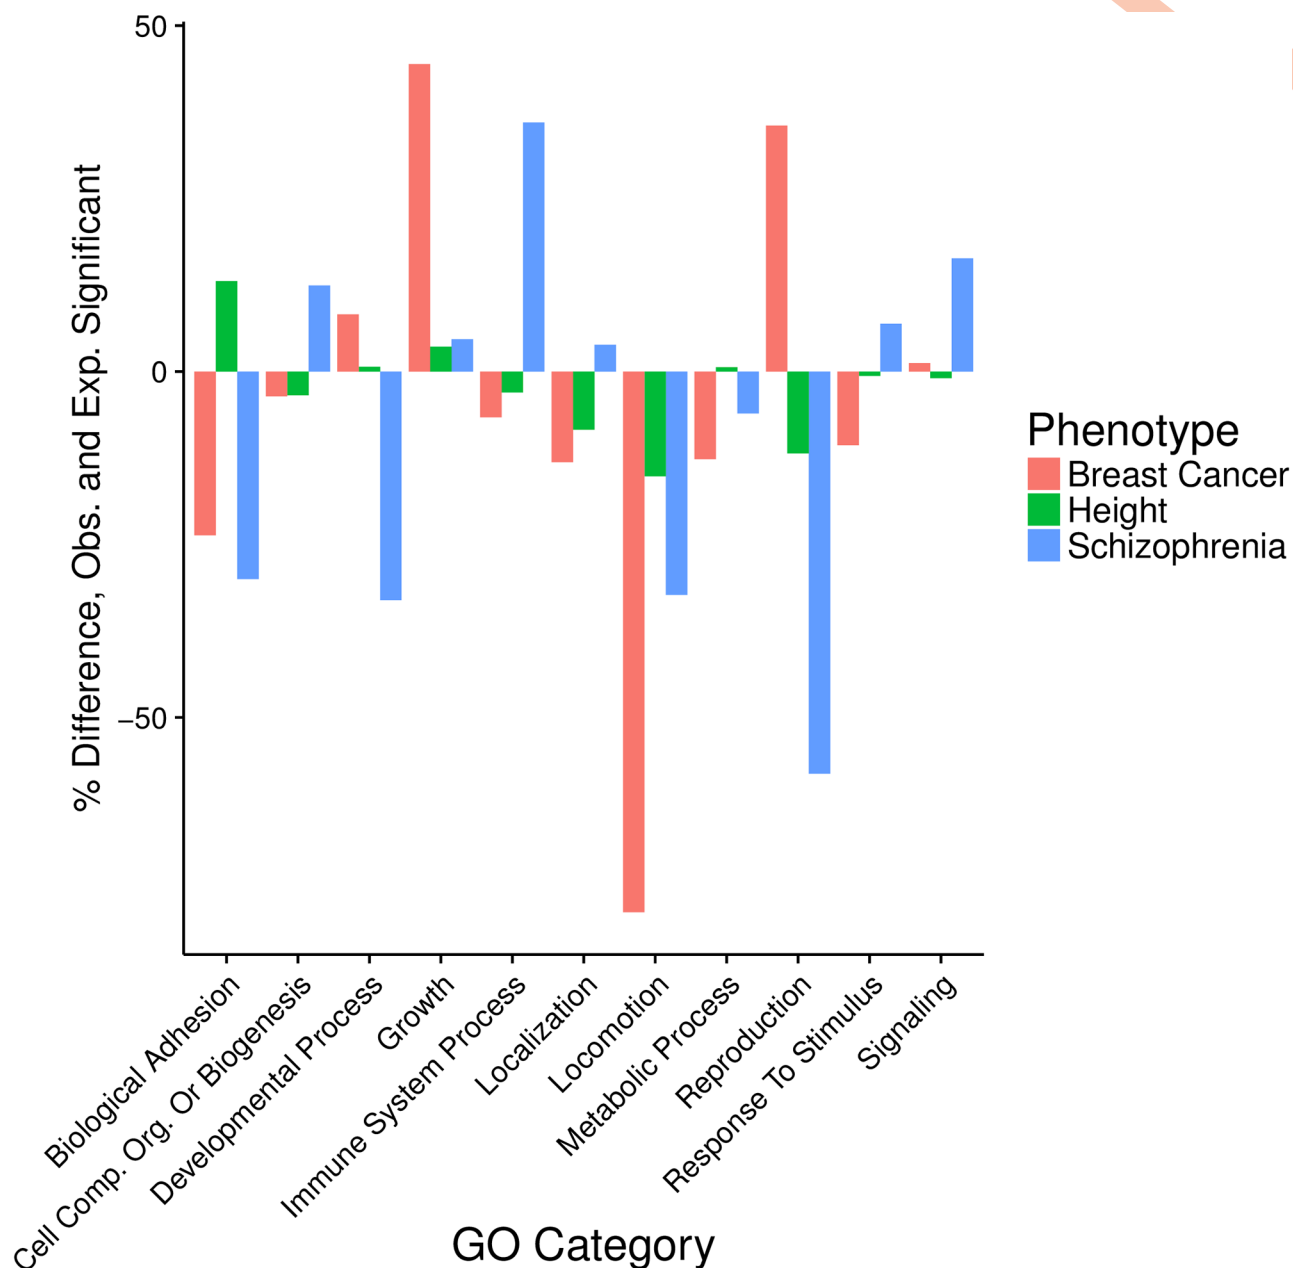 50
0
−50
% Difference, Obs. and Exp. Significant
Biological Adhesion
Cell Comp. Org. Or Biogenesis
Developmental Process
Growth
Immune System Process
Localization
Locomotion
Metabolic Process
Reproduction
Response To Stimulus
Signaling
GO Category
Phenotype
Breast Cancer
Height
Schizophrenia